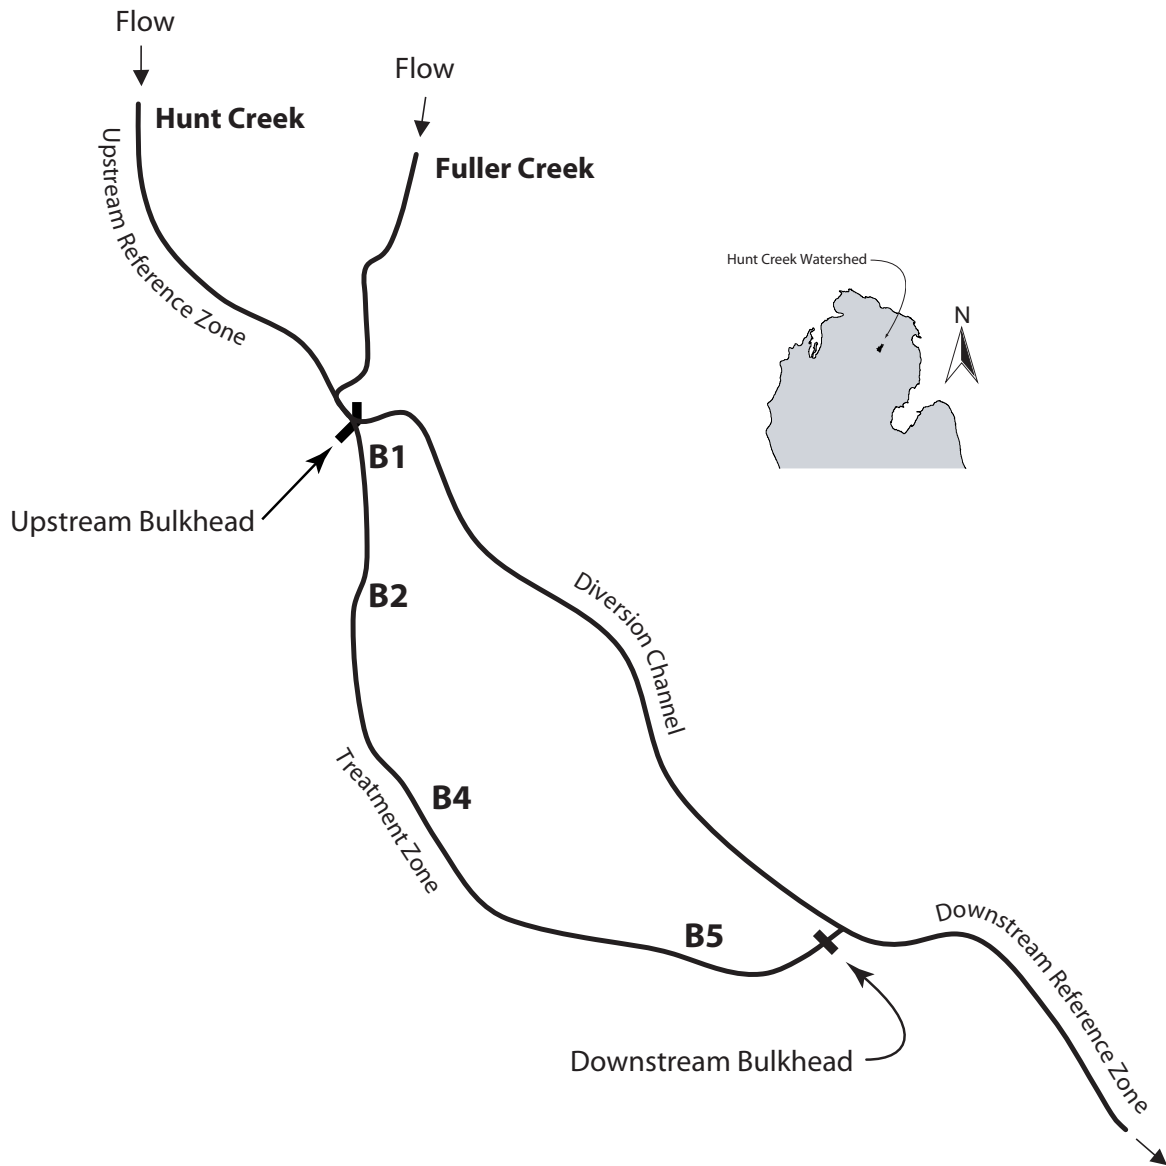 Flow
Flow
Hunt Creek
Fuller Creek
Upstream Reference Zone
Hunt Creek Watershed
N
B1
Upstream Bulkhead
B2
Diversion Channel
Treatment Zone
B4
B5
Downstream Reference Zone
Downstream Bulkhead